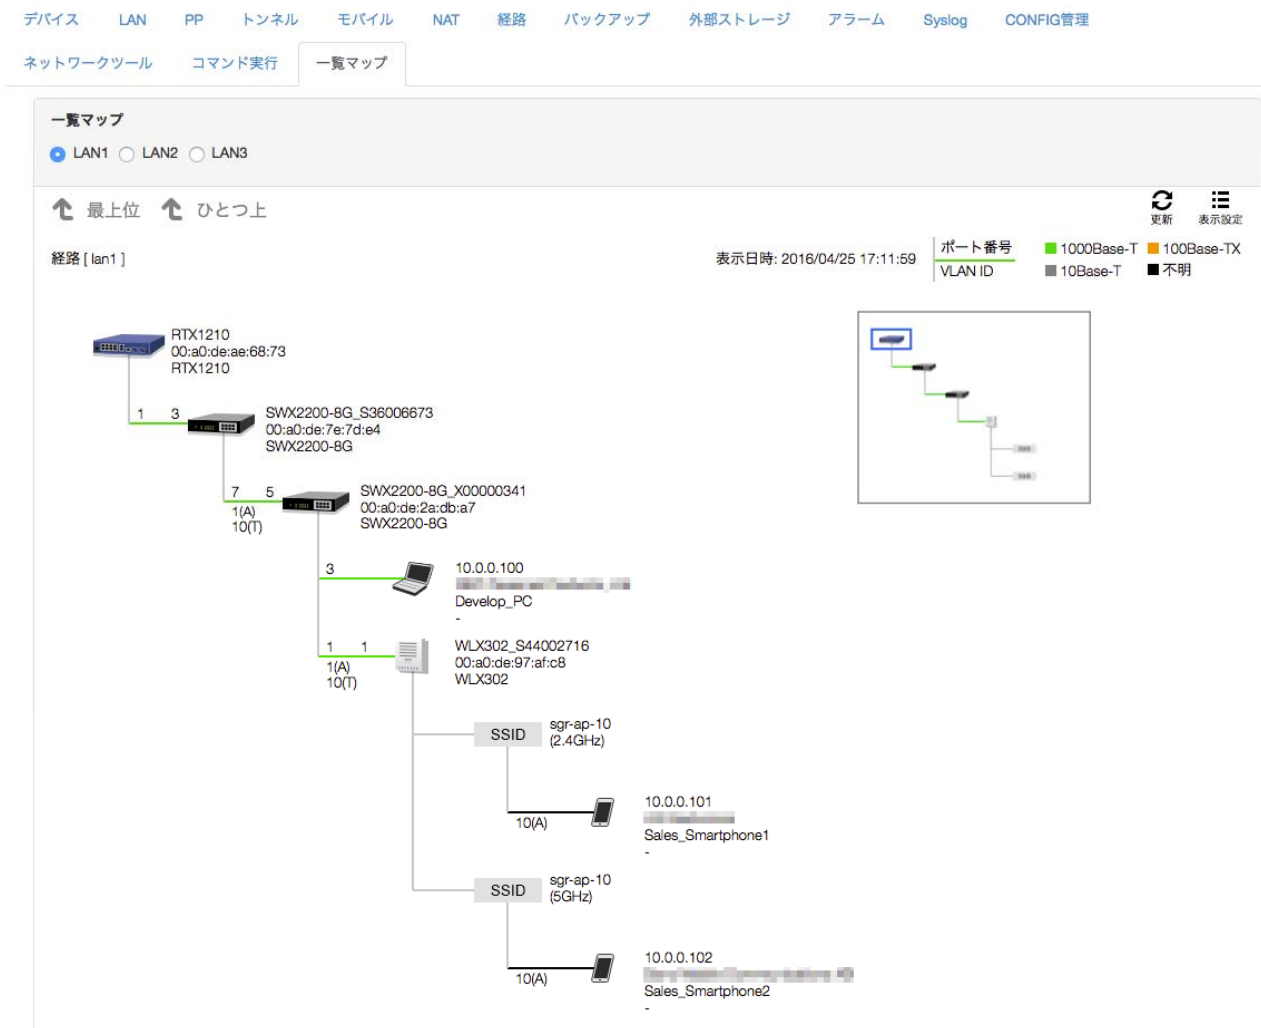 デバイス LAN PP トンネル モバイル NAT 経路 バックアップ 外部ストレージ アラーム Syslog CONFIG管理
ネットワークツール コマンド実行 一覧マップ
一覧マップ
LAN1 LAN2 LAN3
最上位 ひとつ上
更新 表示設定
経路 [ lan1 ]
表示日時: 2016/04/25 17:11:59
ポート番号
VLAN ID
1000Base-T 100Base-TX
10Base-T 不明
RTX1210
00:a0:de:ae:68:73
RTX1210
1 3
SWX2200-8G_S36006673
00:a0:de:7e:7d:e4
SWX2200-8G
7 5
1(A)
10(T)
SWX2200-8G_X00000341
00:a0:de:2a:db:a7
SWX2200-8G
3
10.0.0.100
Develop_PC
-
1 1
1(A)
10(T)
WLX302_S44002716
00:a0:de:97:af:c8
WLX302
SSID
sgr-ap-10
(2.4GHz)
10(A)
10.0.0.101
Sales_Smartphone1
-
SSID
sgr-ap-10
(5GHz)
10(A)
10.0.0.102
Sales_Smartphone2
-
SSID
SSID